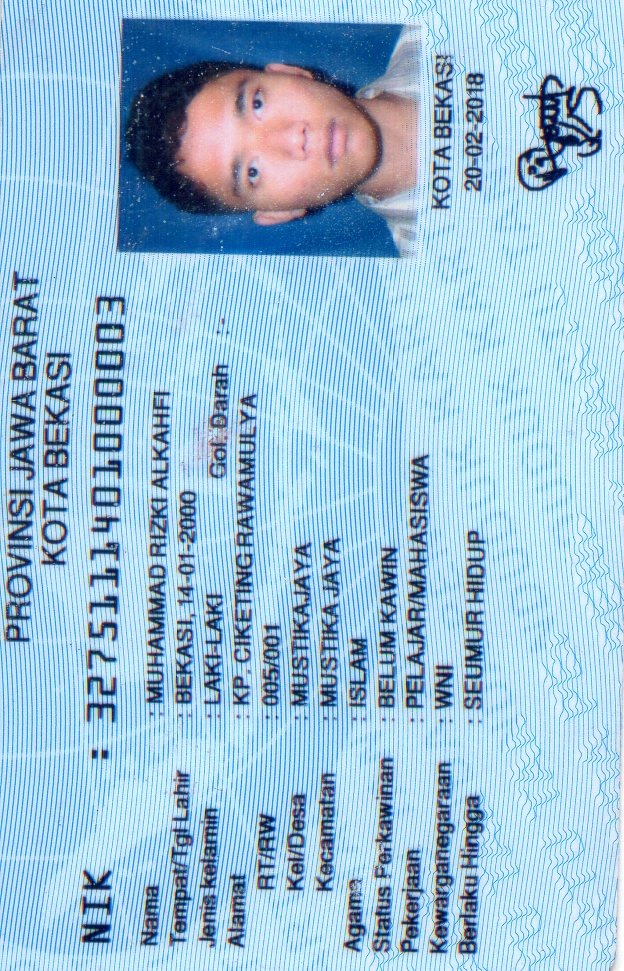 PROVINSI JAWA BARAT
KOTA BEKASI
NIK : 3275111401000003
Nama : MUHAMMAD RIZKI ALKAHFI
Tempat/Tgl Lahir : BEKASI, 14-01-2000
Jenis kelamin : LAKI-LAKI Gol. Darah : -
Alamat : KP. CIKETING RAWAMULYA
RT/RW : 005/001
Kel/Desa : MUSTIKAJAYA
Kecamatan : MUSTIKA JAYA
Agama : ISLAM
Status Perkawinan : BELUM KAWIN
Pekerjaan : PELAJAR/MAHASISWA
Kewarganegaraan : WNI
Berlaku Hingga : SEUMUR HIDUP
KOTA BEKASI
20-02-2018